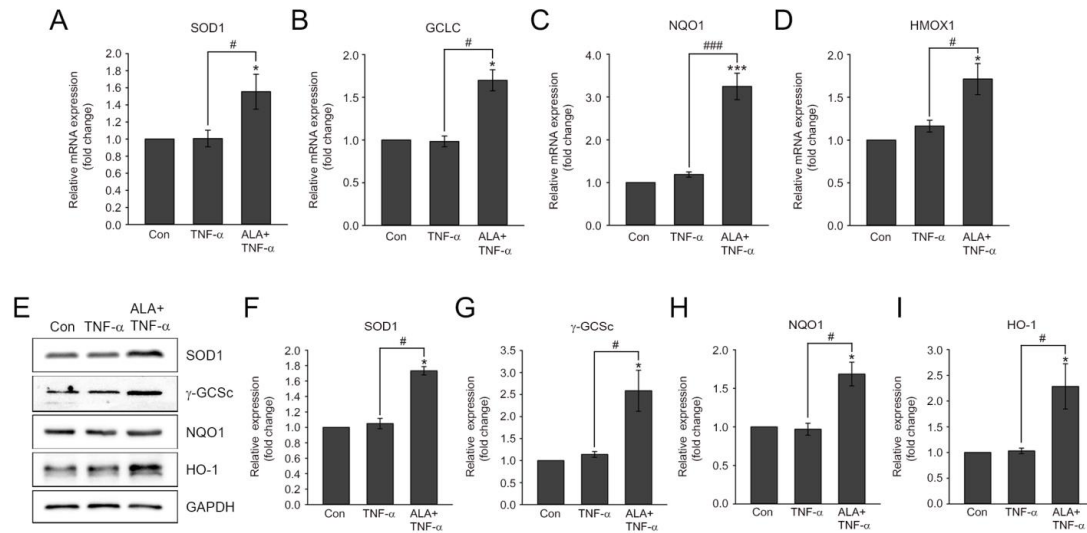 A
SOD1
Relative mRNA expression
(fold change)
2.0
1.8
1.6
1.4
1.2
1.0
0.8
0.6
0.4
0.2
0.0
#
*
Con
TNF-α
ALA+
TNF-α
B
GCLC
Relative mRNA expression
(fold change)
2.0
1.5
1.0
0.5
0.0
#
*
Con
TNF-α
ALA+
TNF-α
C
NQO1
Relative mRNA expression
(fold change)
4.0
3.0
2.0
1.0
0.0
###
***
Con
TNF-α
ALA+
TNF-α
D
HMOX1
Relative mRNA expression
(fold change)
2.0
1.5
1.0
0.5
0.0
#
*
Con
TNF-α
ALA+
TNF-α
E
Con
TNF-α
ALA+
TNF-α
SOD1
γ-GCSc
NQO1
HO-1
GAPDH
F
SOD1
Relative expression
(fold change)
2.0
1.8
1.6
1.4
1.2
1.0
0.8
0.6
0.4
0.2
0.0
#
*
Con
TNF-α
ALA+
TNF-α
G
γ-GCSc
Relative expression
(fold change)
3.5
3.0
2.5
2.0
1.5
1.0
0.5
0.0
#
*
Con
TNF-α
ALA+
TNF-α
H
NQO1
Relative expression
(fold change)
2.0
1.5
1.0
0.5
0.0
#
*
Con
TNF-α
ALA+
TNF-α
I
HO-1
Relative expression
(fold change)
3.0
2.5
2.0
1.5
1.0
0.5
0.0
#
*
Con
TNF-α
ALA+
TNF-α